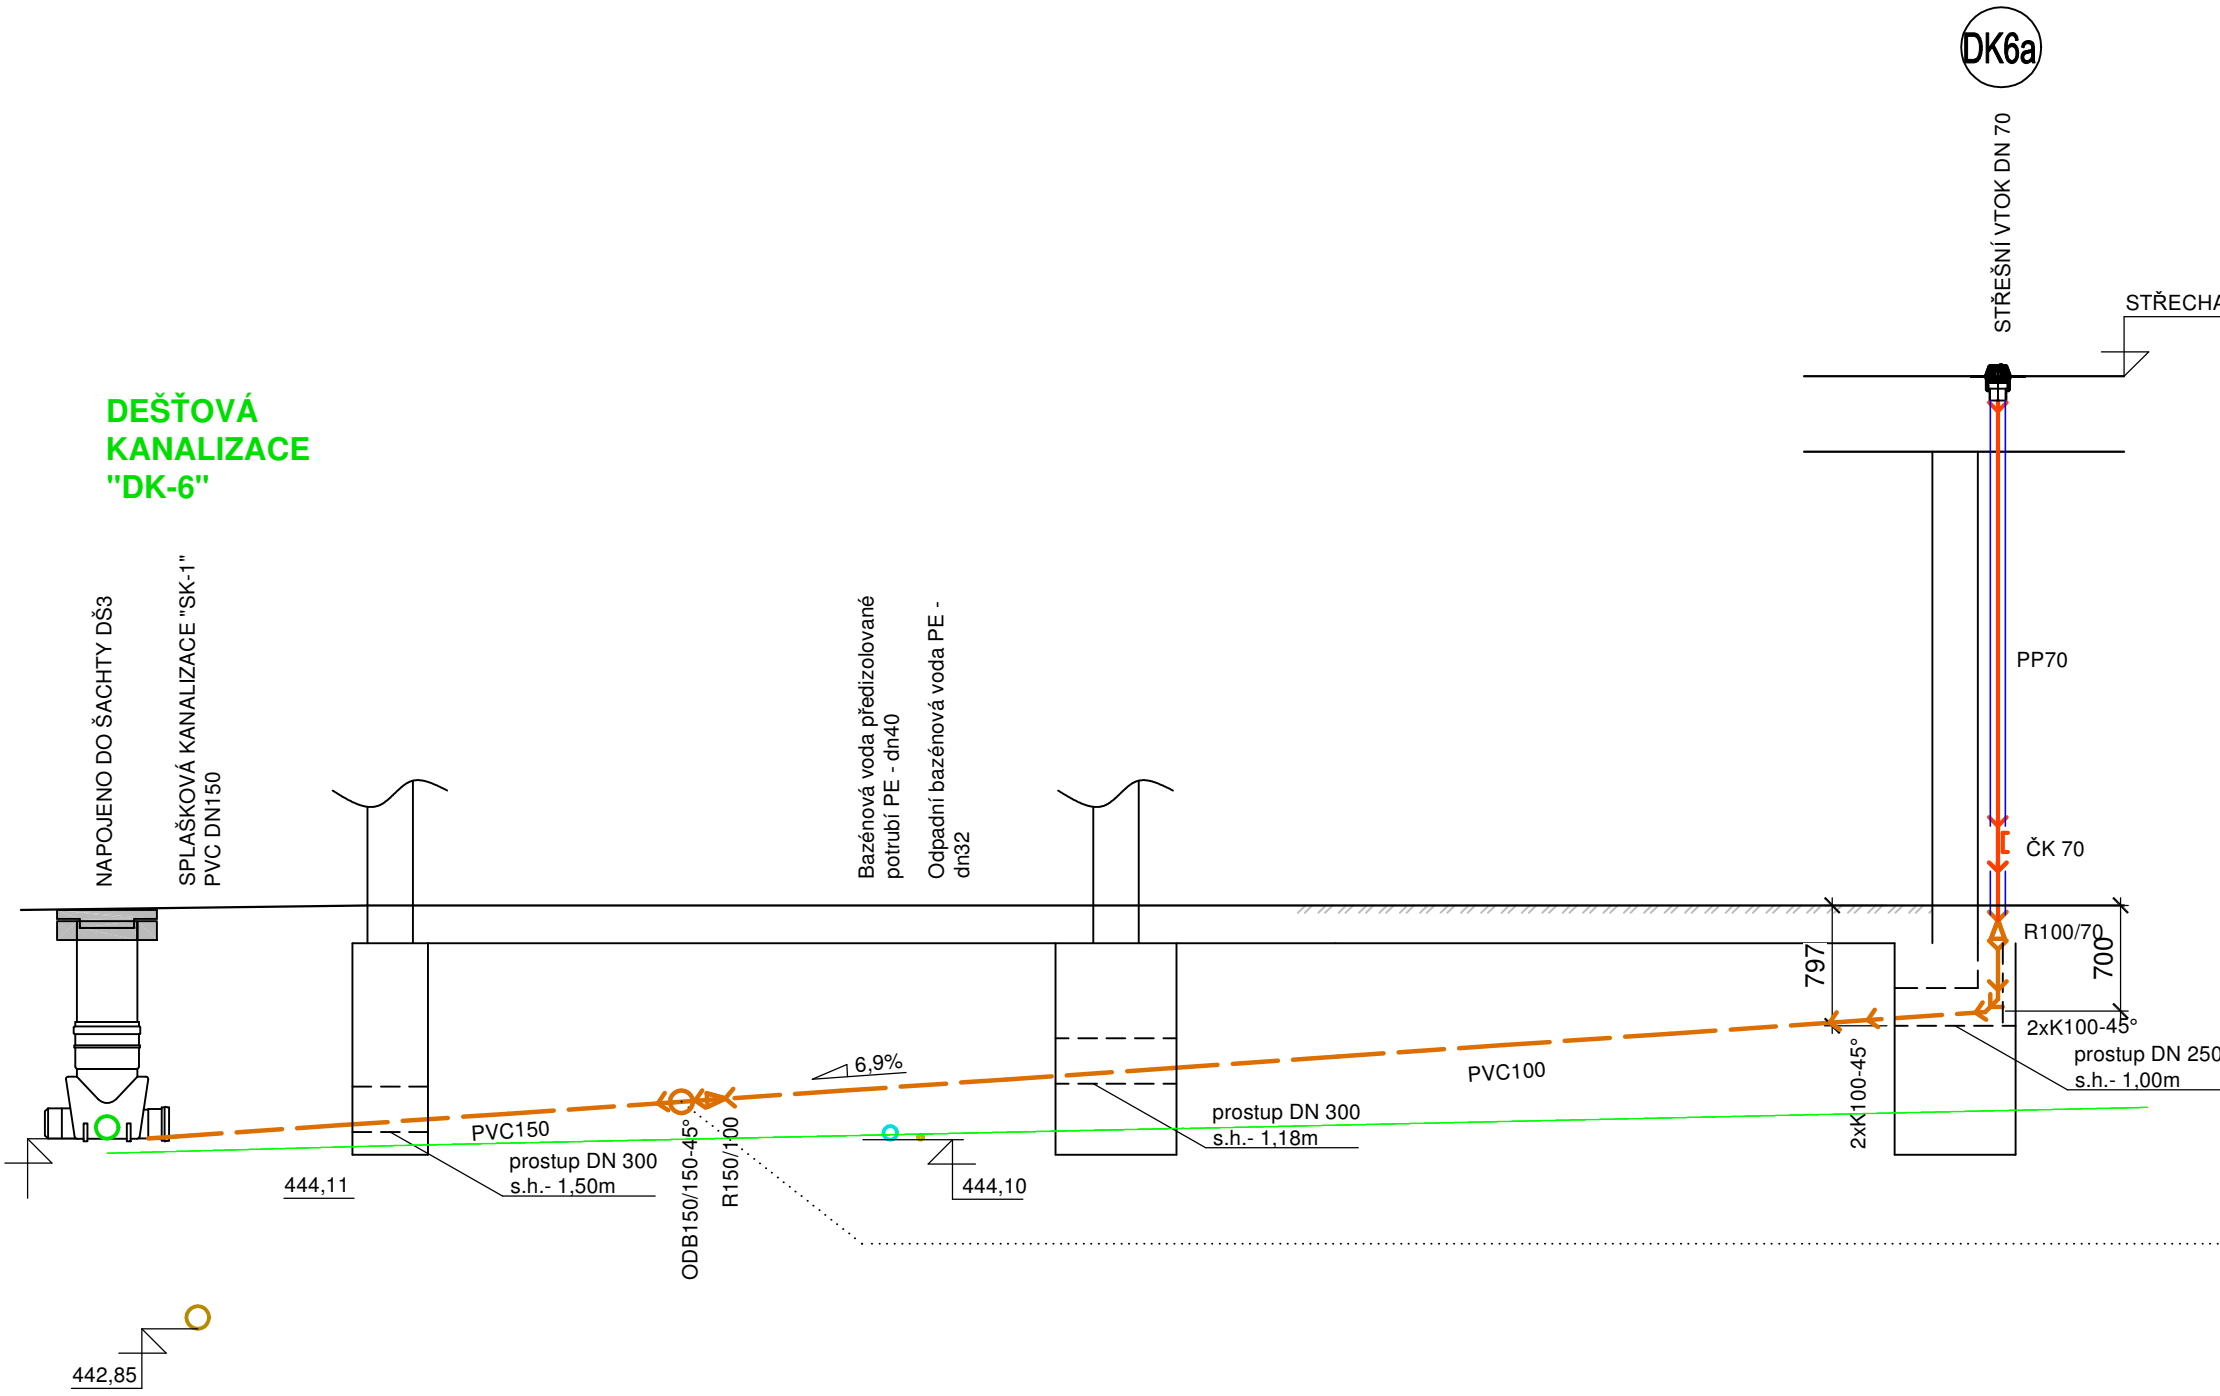 DK6a
STŘEŠNÍ VTOK DN 70
STŘECHA
DEŠŤOVÁ
KANALIZACE
"DK-6"
NAPOJENO DO ŠACHTY DŠ3
SPLAŠKOVÁ KANALIZACE "SK-1"
PVC DN150
Bazénová voda předizolované
potrubí PE - dn40
Odpadní bazénová voda PE -
dn32
PP70
ČK 70
R100/70
797
700
2xK100-45°
2xK100-45°
prostup DN 250
s.h.- 1,00m
6,9%
PVC100
prostup DN 300
s.h.- 1,18m
PVC150
prostup DN 300
s.h.- 1,50m
ODB150/150-45°
R150/100
444,11
444,10
442,85